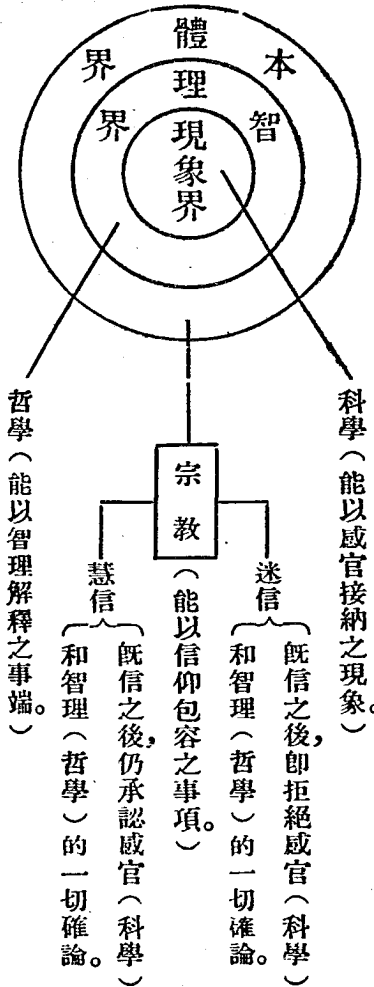 本體界
智理界
現象界
科學（能以感官接納之現象。）
宗教（能以信仰包容之事項。）
迷信
既信之後，即拒絕感官（科學）
和智理（哲學）的一切確論。
慧信
既信之後，仍承認感官（科學）
和智理（哲學）的一切確論。
哲學（能以智理解釋之事端。）